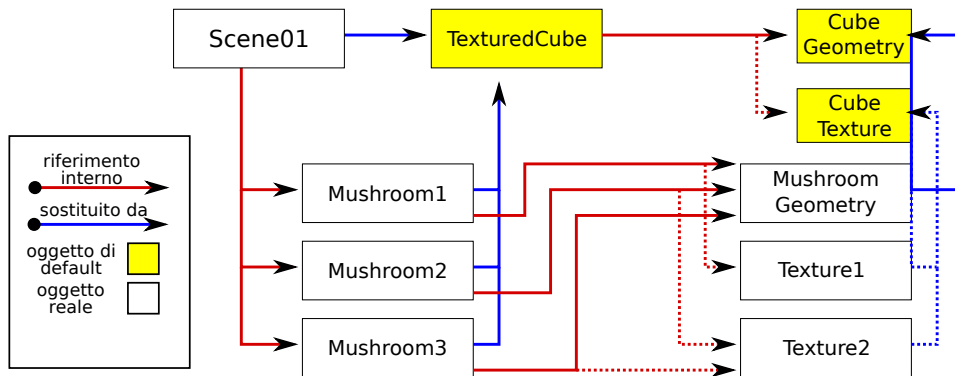 Scene01
TexturedCube
Cube
Geometry
Cube
Texture
riferimento
interno
sostituito da
oggetto di
default
oggetto
reale
Mushroom1
Mushroom2
Mushroom3
Mushroom
Geometry
Texture1
Texture2